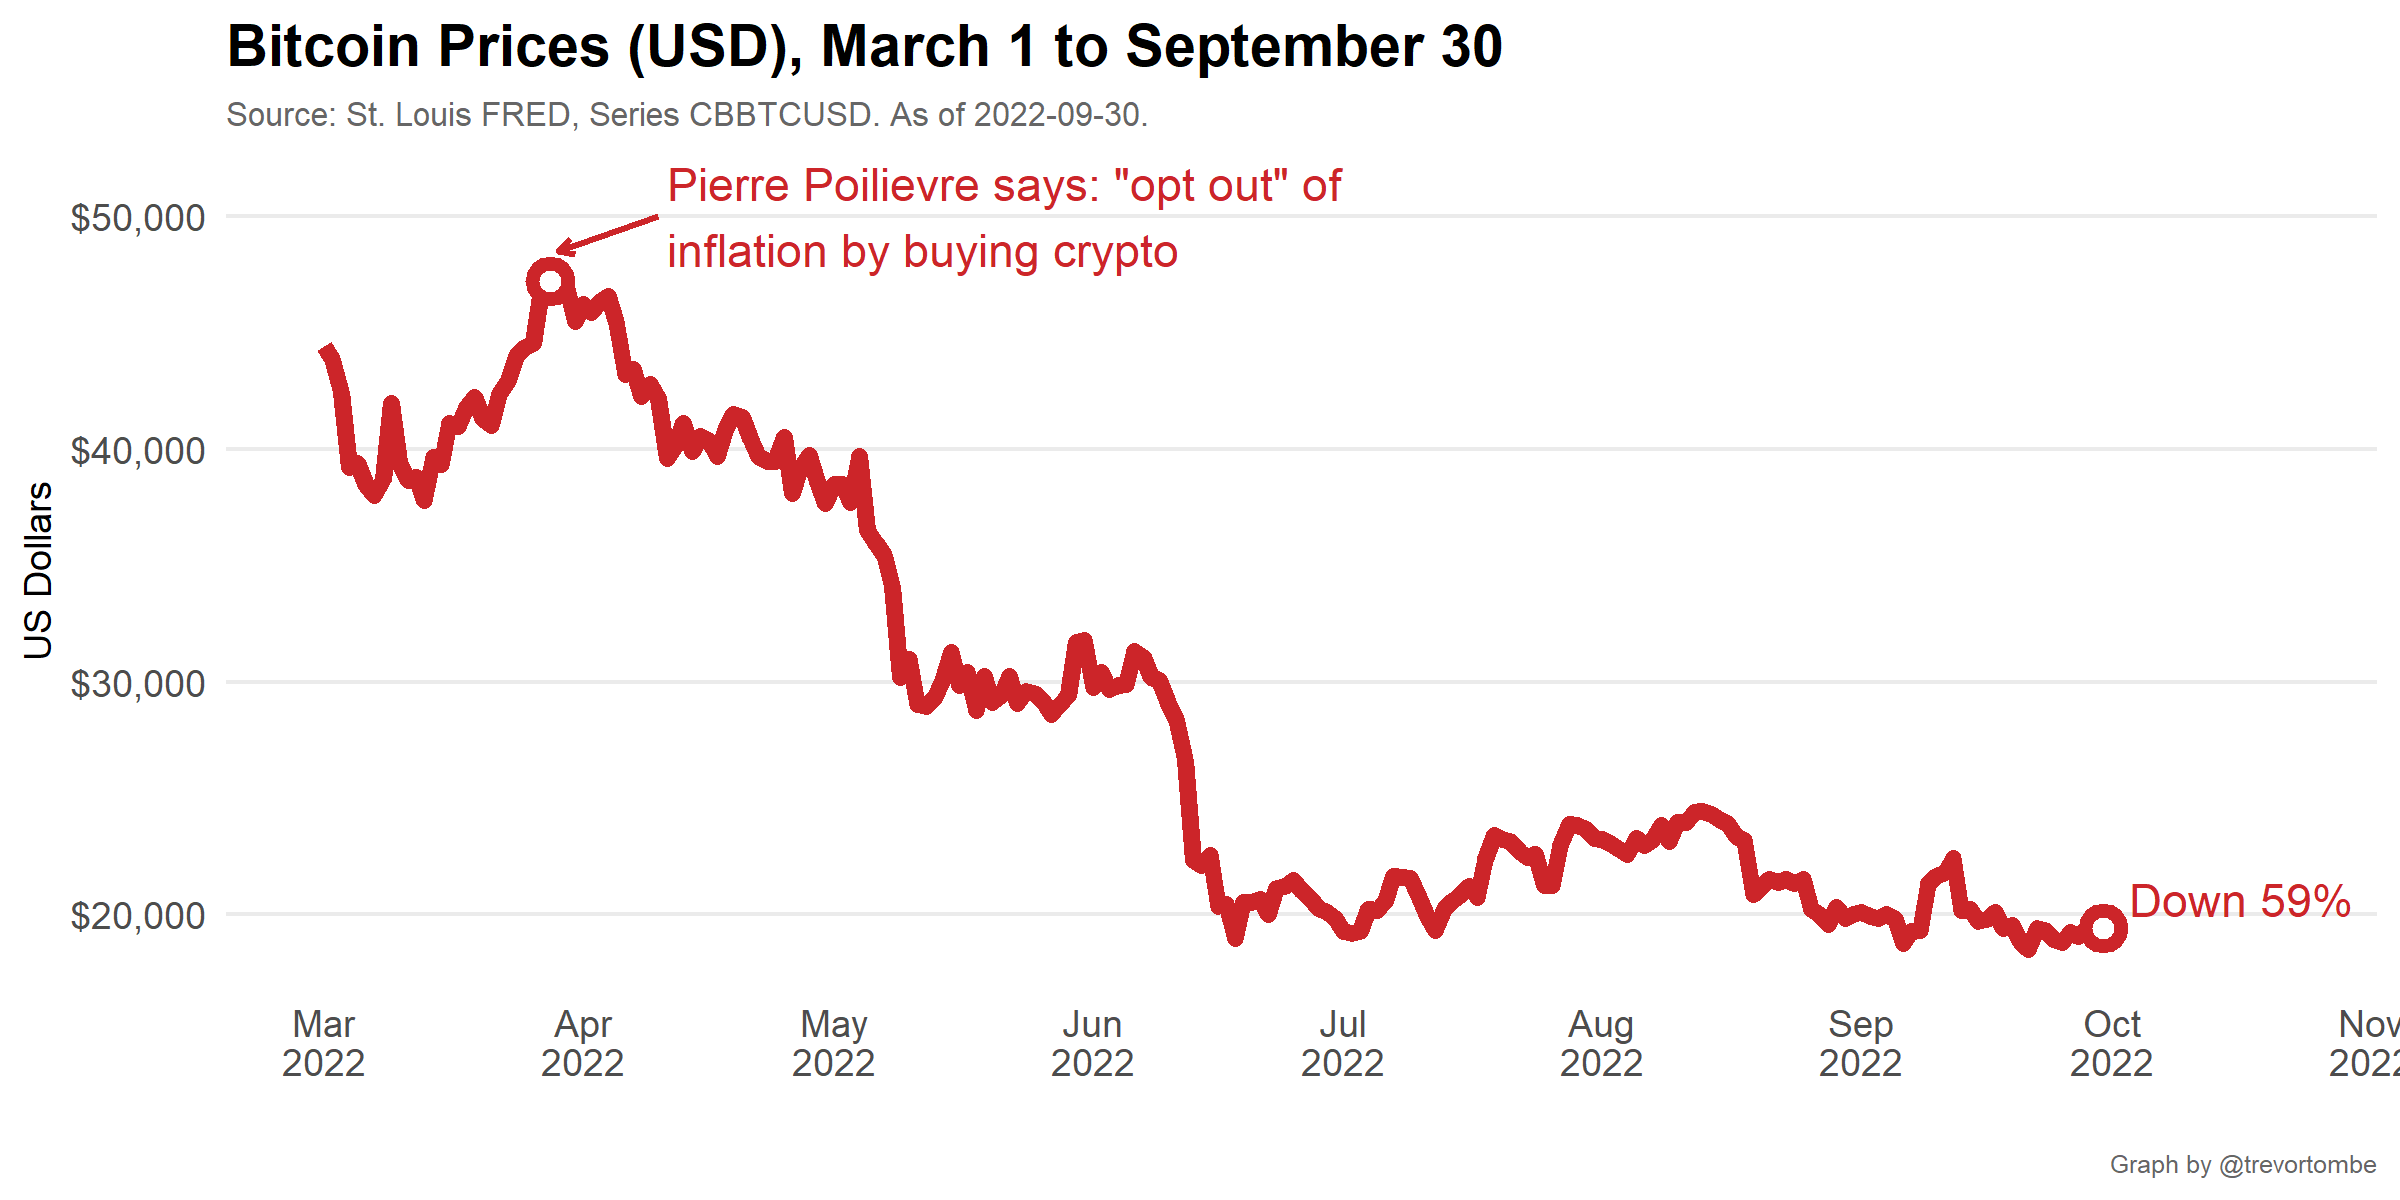 Bitcoin Prices (USD), March 1 to September 30
Source: St. Louis FRED, Series CBBTCUSD. As of 2022-09-30.
Pierre Poilievre says: "opt out" of
inflation by buying crypto
$50,000
$40,000
$30,000
$20,000
US Dollars
Down 59%
Mar Apr May Jun Jul Aug Sep Oct Nov
2022 2022 2022 2022 2022 2022 2022 2022 2022
Graph by @trevortombe